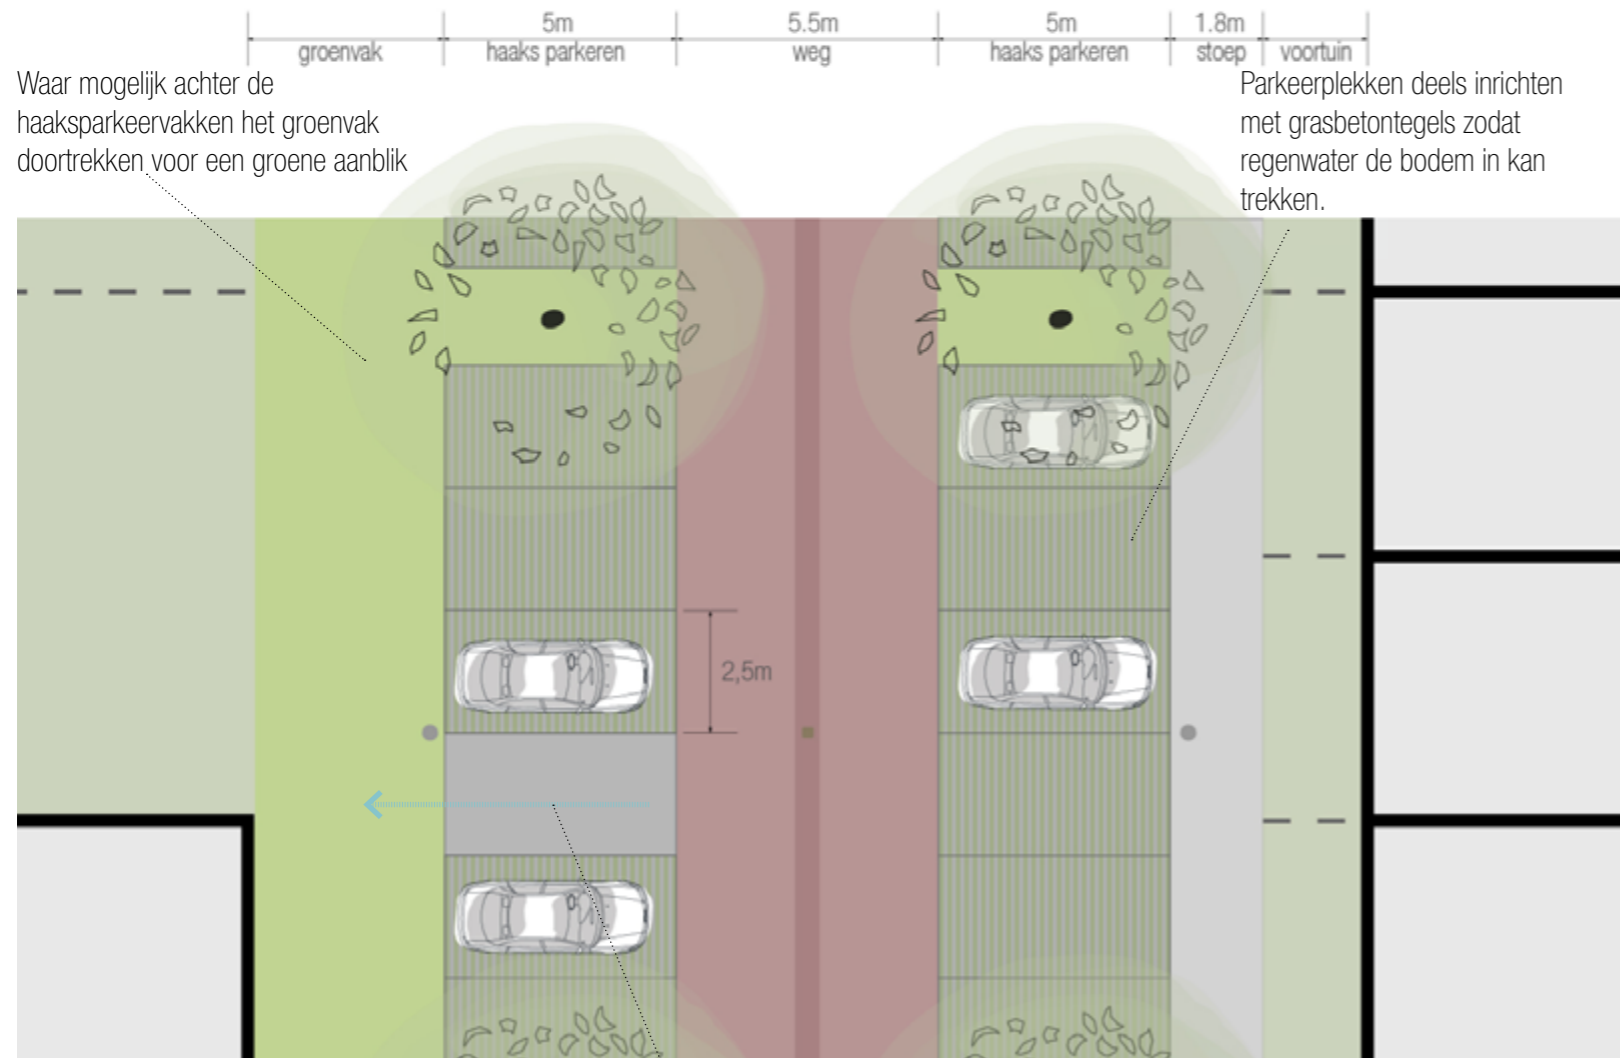 5m 5.5m 5m 1.8m
groenvak haaks parkeren weg haaks parkeren stoep voortuin
Waar mogelijk achter de
haaksparkeervakken het groenvak
doortrekken voor een groene aanblik
Parkeerplekken deels inrichten
met grasbetontegels zodat
regenwater de bodem in kan
trekken.
2,5m